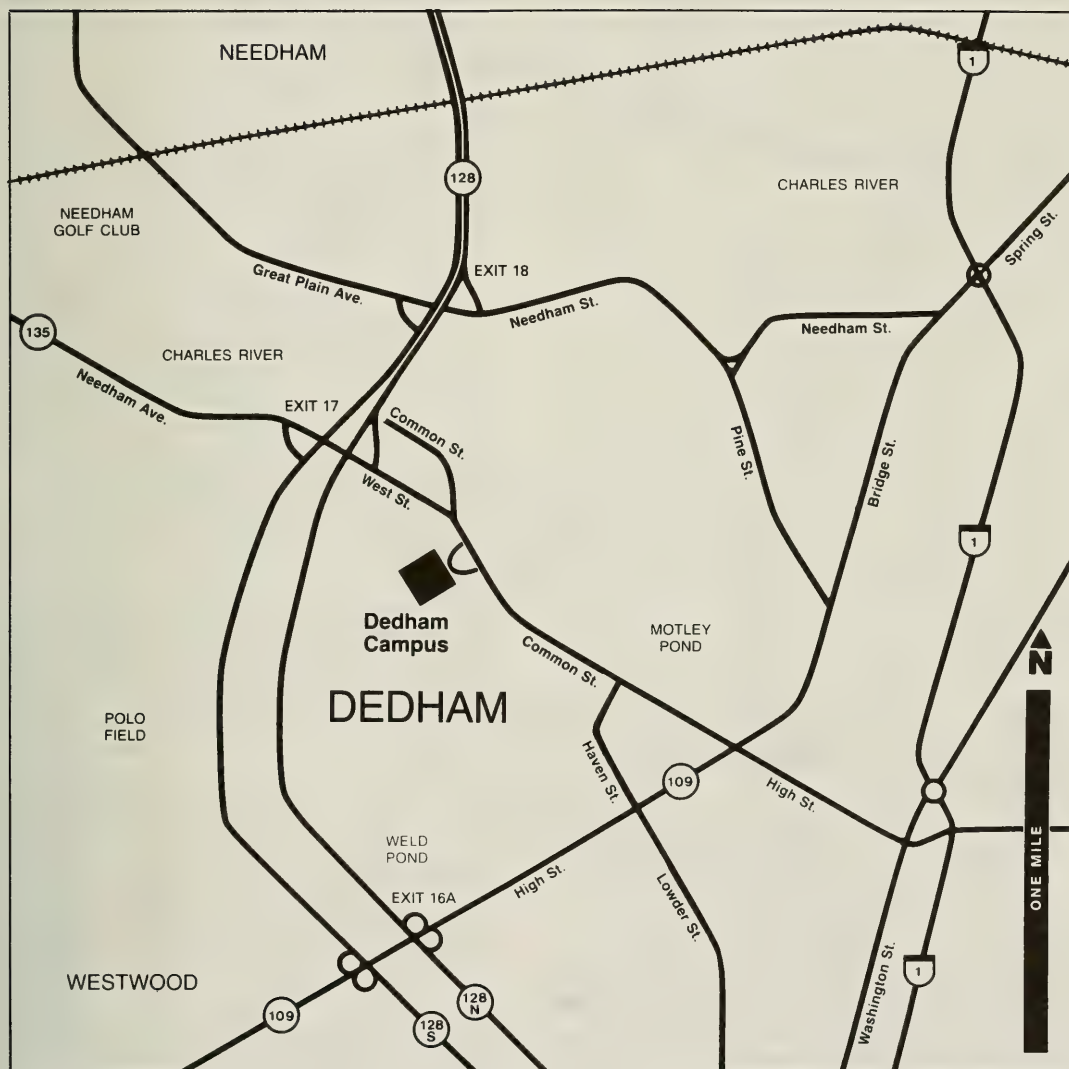 NEEDHAM
1
128
CHARLES RIVER
NEEDHAM
GOLF CLUB
Spring St.
Great Plain Ave.
EXIT 18
Needham St.
Needham St.
135
CHARLES RIVER
Needham Ave.
EXIT 17
Common St.
Pine St.
Bridge St.
West St.
1
Dedham
Campus
MOTLEY
POND
N
Common St.
DEDHAM
POLO
FIELD
Haven St.
109
High St.
WELD
POND
ONE MILE
High St.
EXIT 16A
Lowder St.
WESTWOOD
Washington St.
1
128
N
109
128
S